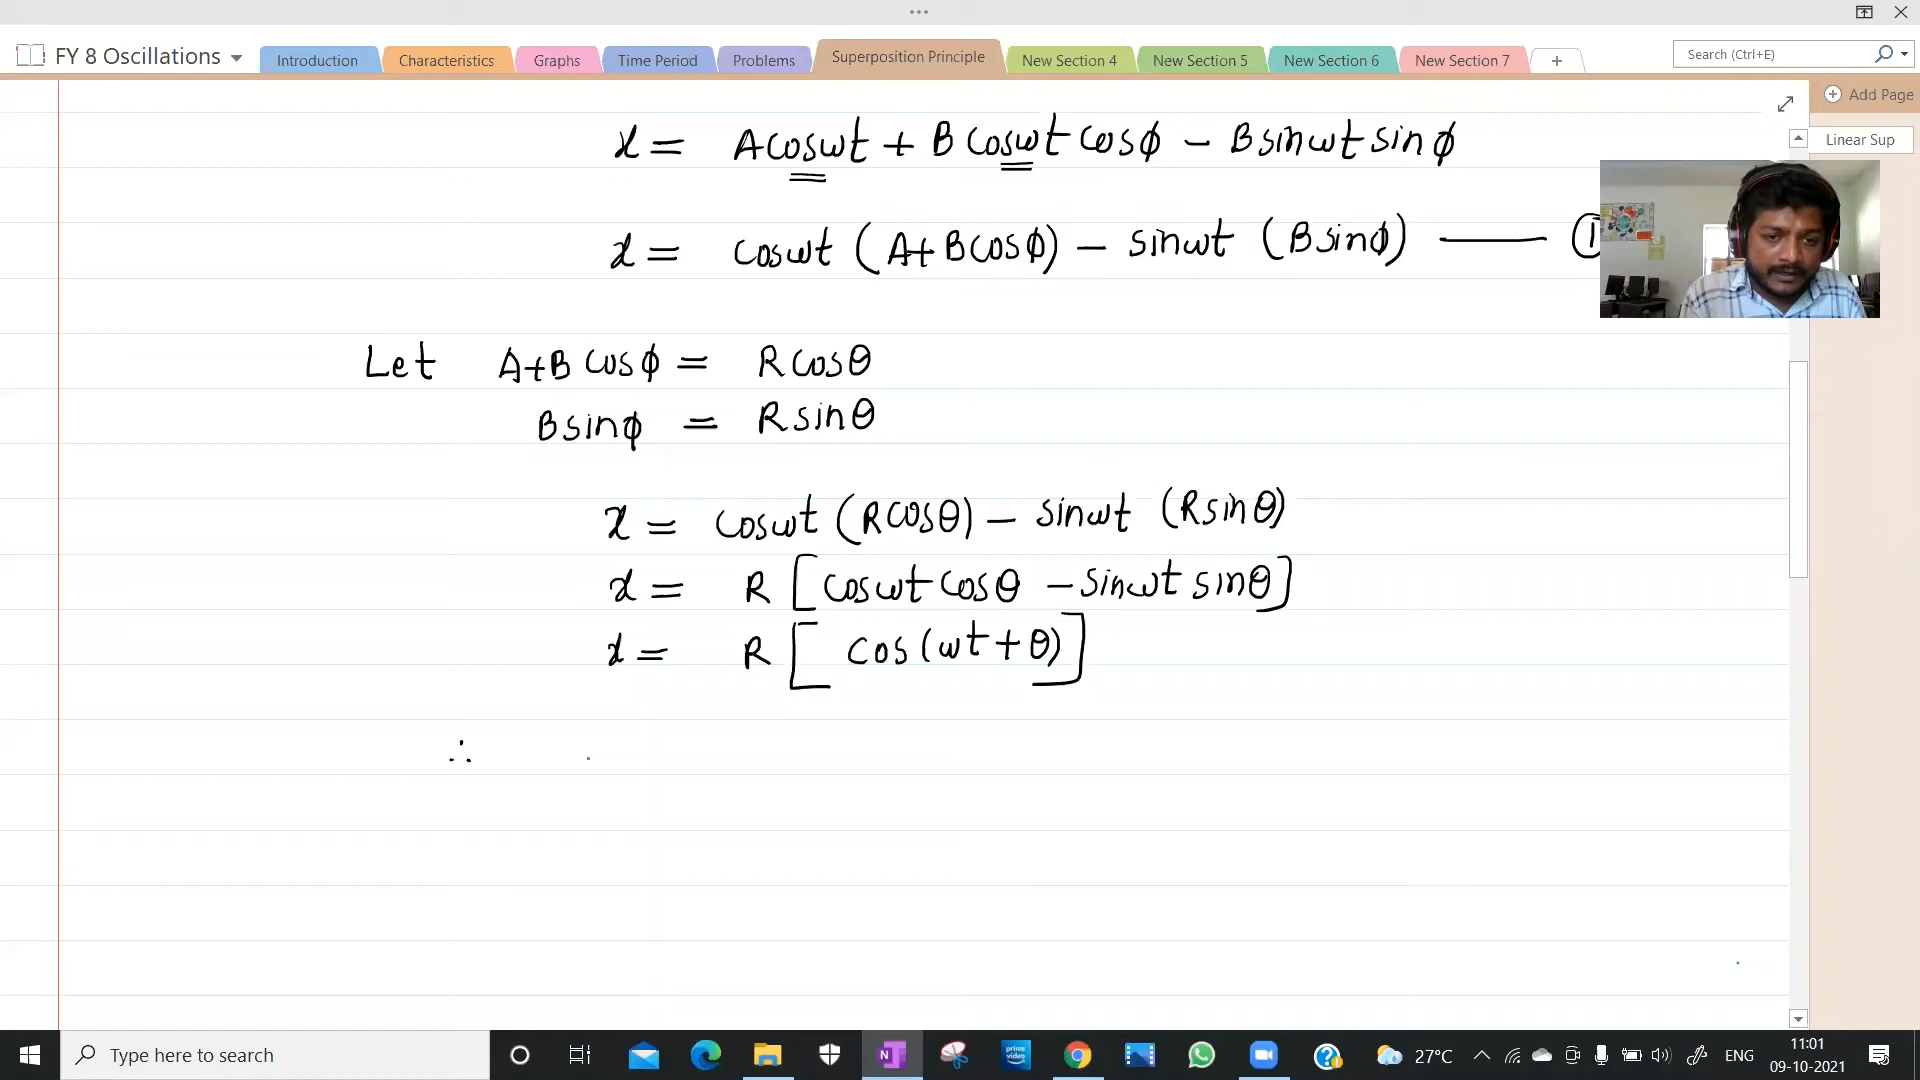 FY 8 Oscillations
Introduction
Characteristics
Graphs
Time Period
Problems
Superposition Principle
New Section 4
New Section 5
New Section 6
New Section 7
Search (Ctrl+E)
Add Page
Linear Sup
x = Acosωt + B cosωt cosϕ - Bsinωt sinϕ
x = cosωt (A+Bcosϕ) - sinωt (Bsinϕ) —— ①
Let A+B cosϕ = Rcosθ
Bsinϕ = Rsinθ
x = cosωt (Rcosθ) - sinωt (Rsinθ)
x = R [cosωt cosθ - sinωt sinθ]
x = R [cos(ωt + θ)]
∴
Type here to search
27°C
ENG
11:01
09-10-2021